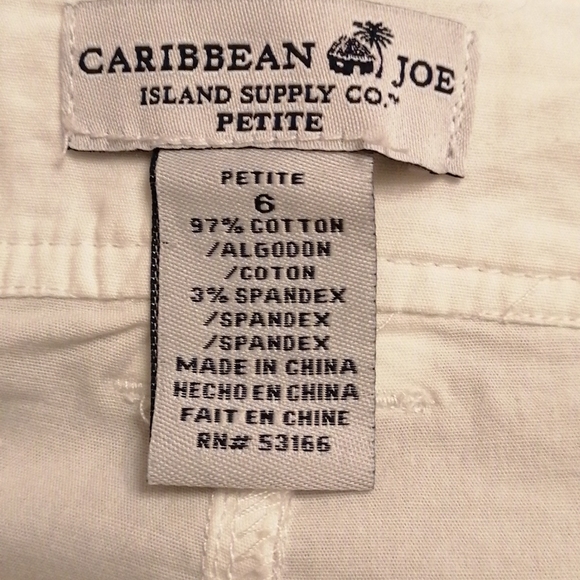 CARIBBEAN JOE
ISLAND SUPPLY CO.™
PETITE
PETITE
6
97% COTTON
/ALGODON
/COTON
3% SPANDEX
/SPANDEX
/SPANDEX
MADE IN CHINA
HECHO EN CHINA
FAIT EN CHINE
RN# 53166